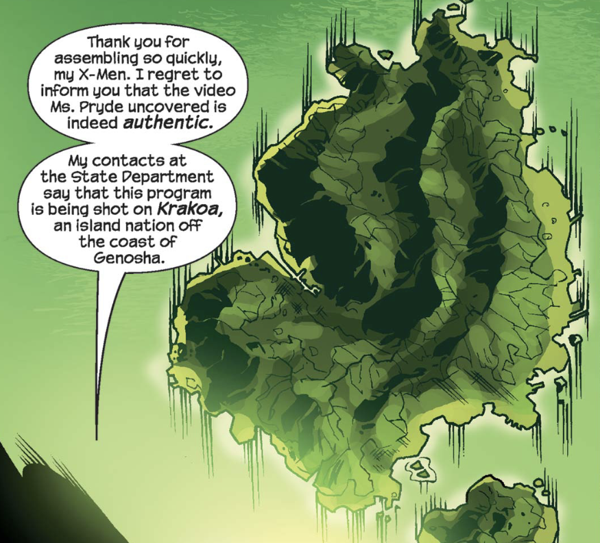 Thank you for
assembling so quickly,
my X-Men. I regret to
inform you that the video
Ms. Pryde uncovered is
indeed authentic.
My contacts at
the State Department
say that this program
is being shot on Krakoa,
an island nation off
the coast of
Genosha.